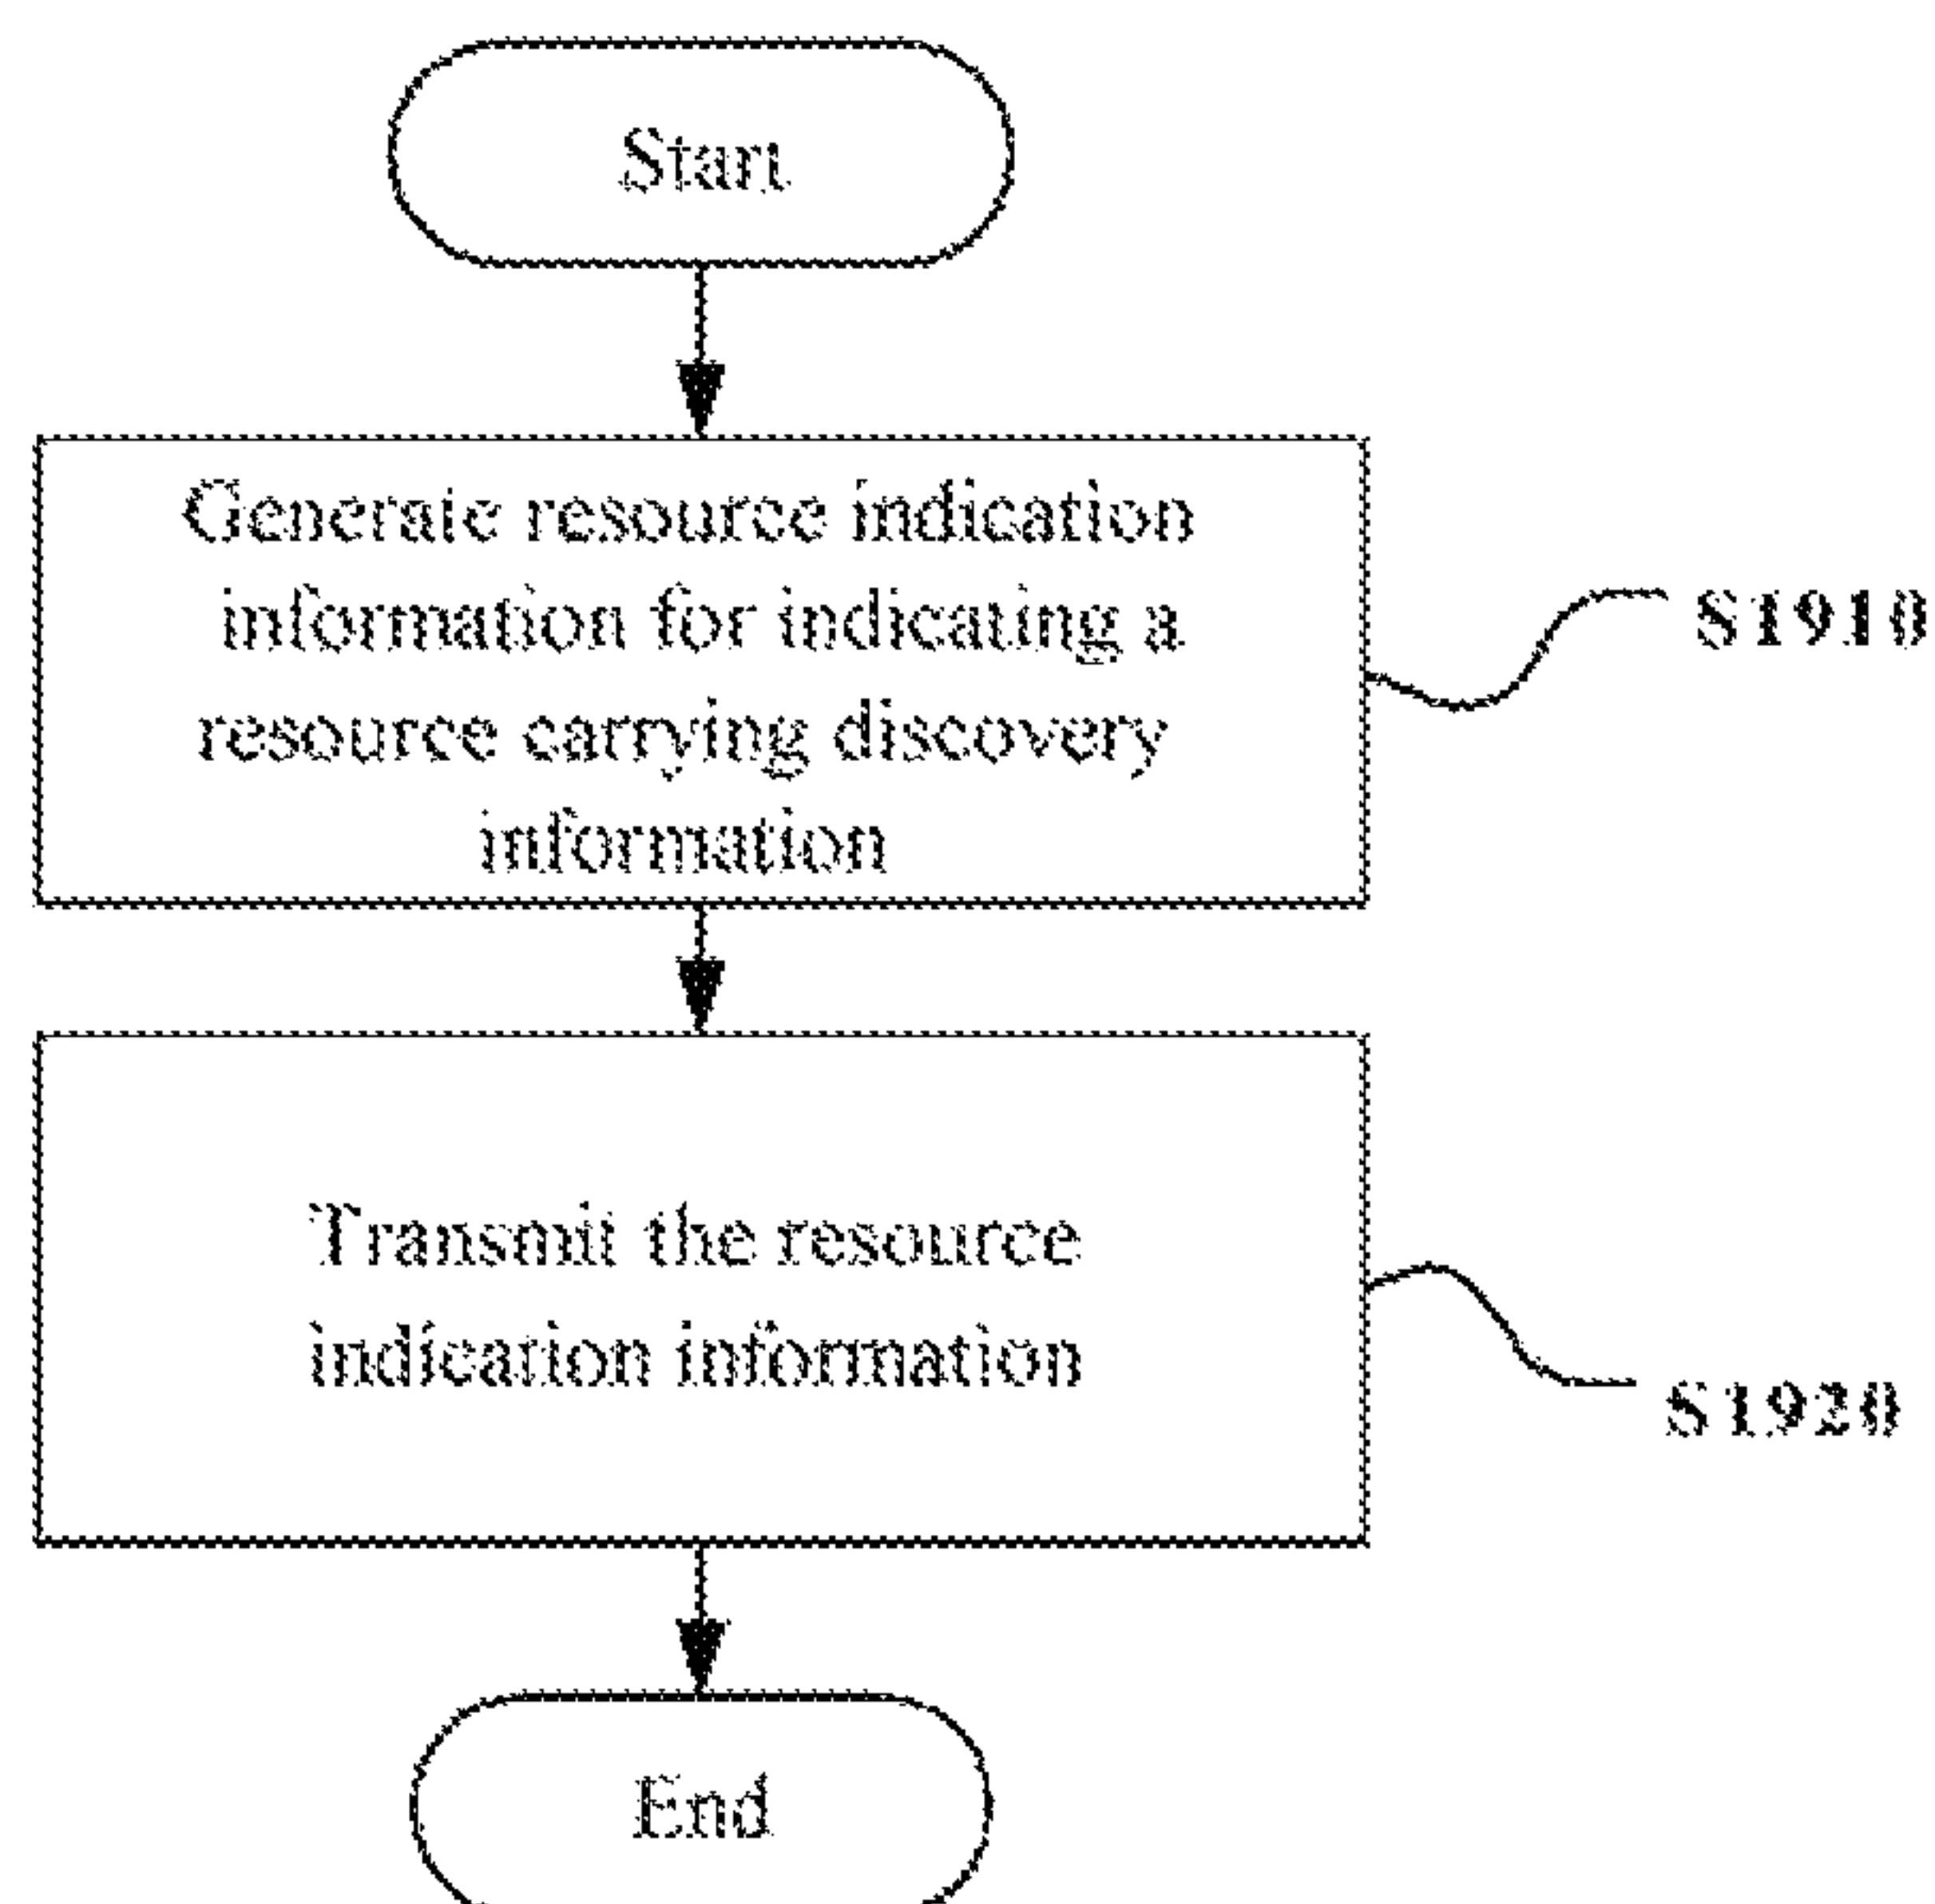 Start
Generate resource indication
information for indicating a
resource carrying discovery
information
S1910
Transmit the resource
indication information
S1920
End